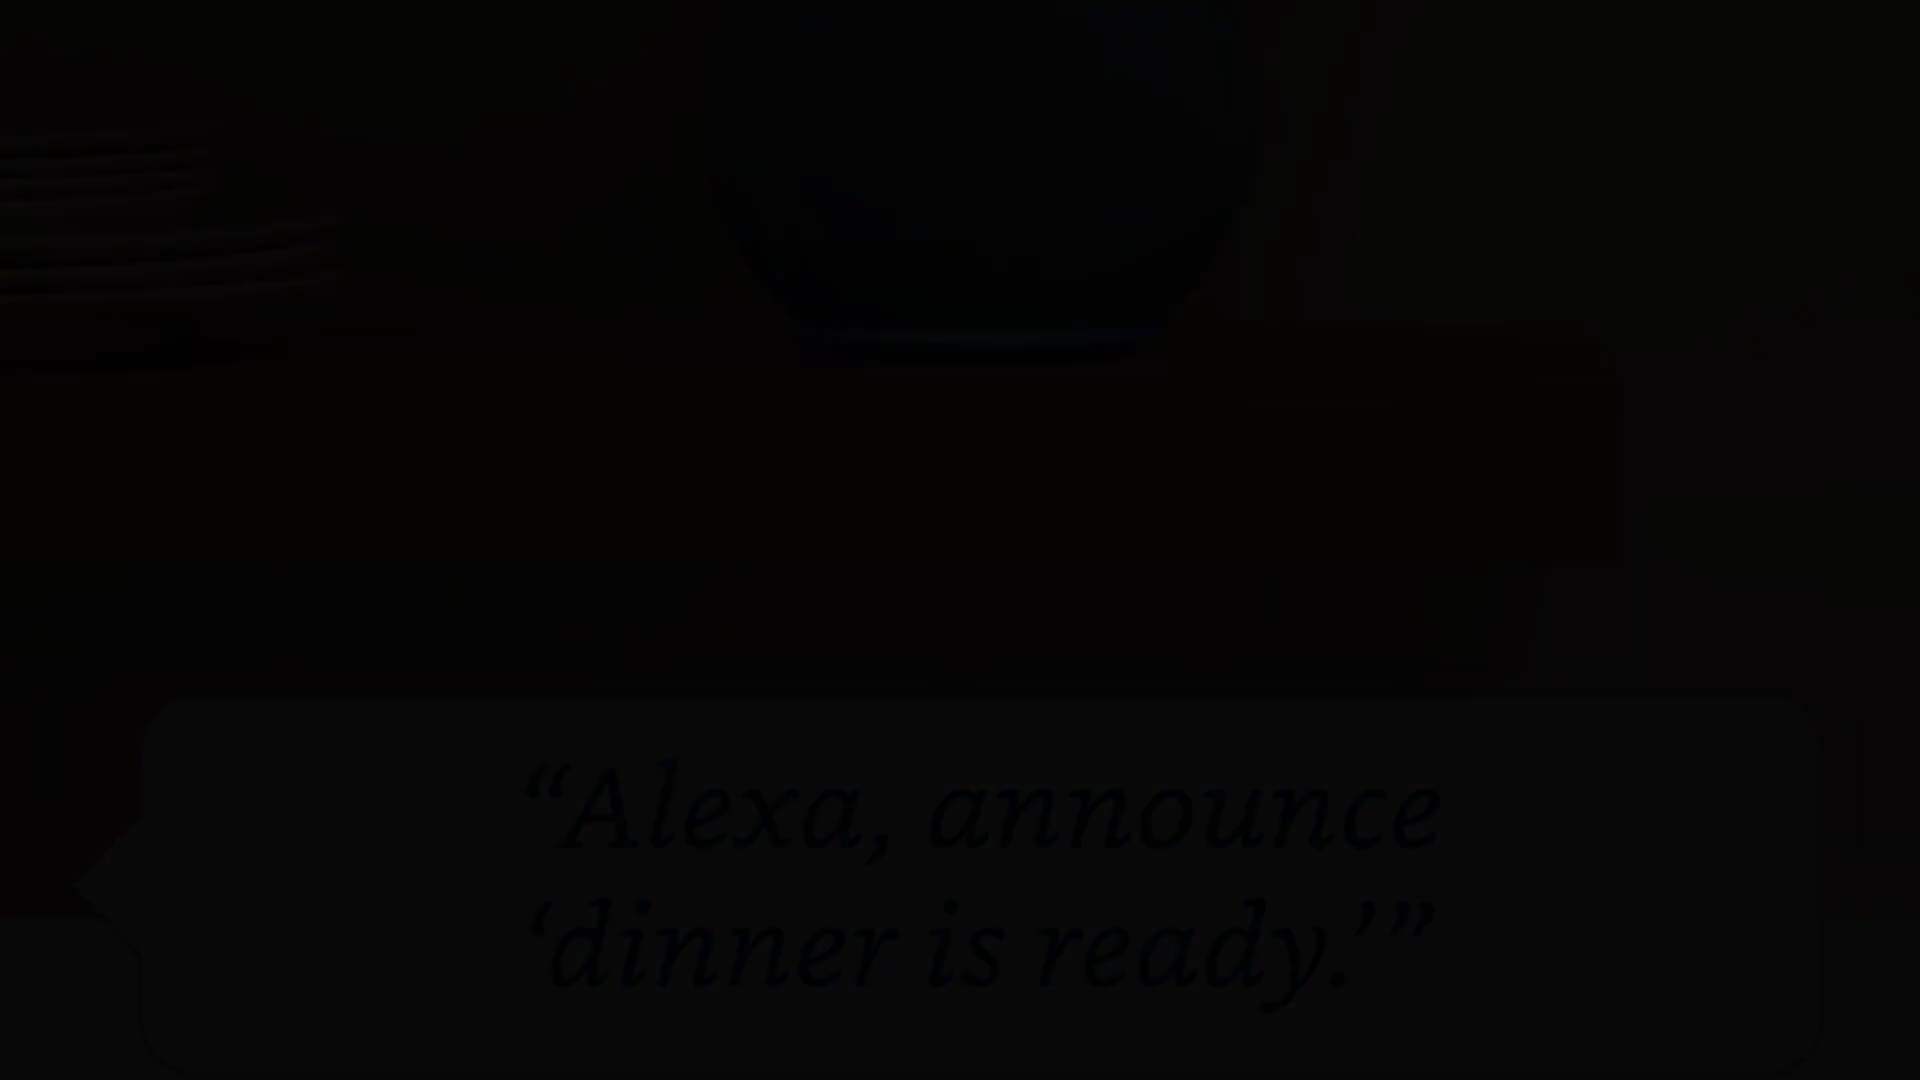 “Alexa, announce
‘dinner is ready.’”